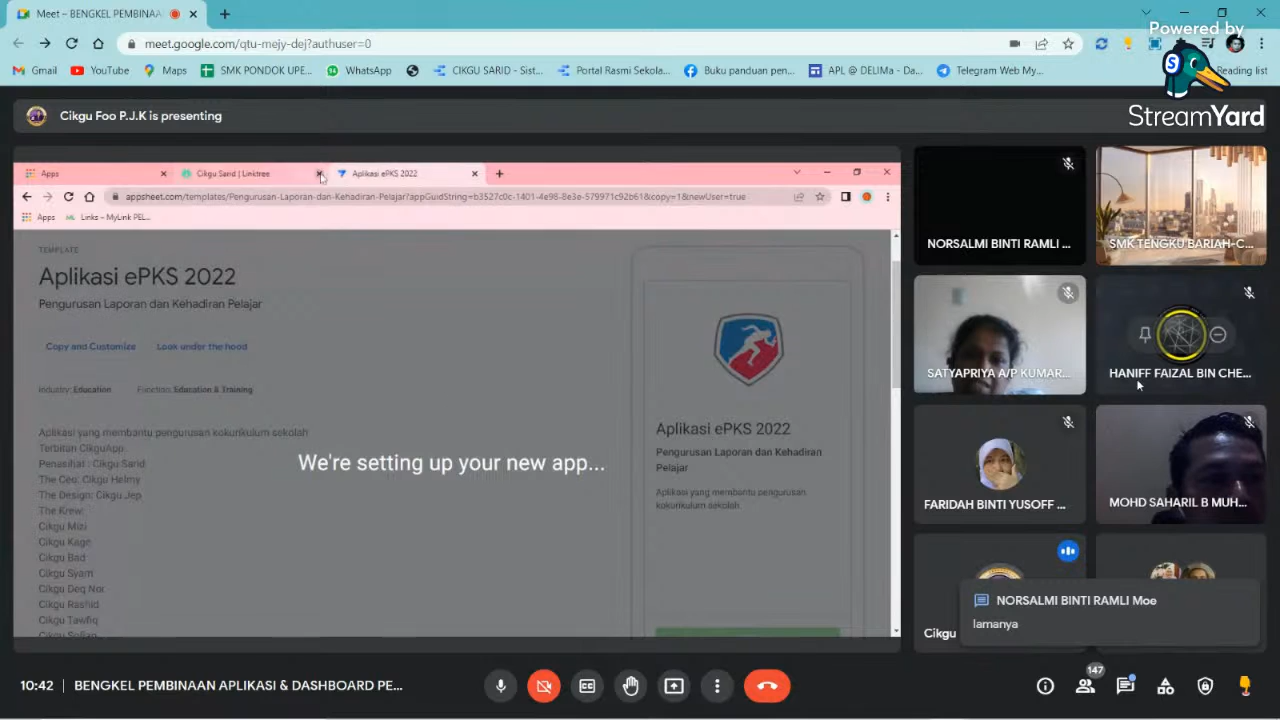 Meet – BENGKEL PEMBINAA
meet.google.com/qtu-mejy-dej?authuser=0
Powered by
Gmail
YouTube
Maps
SMK PONDOK UPE...
WhatsApp
CIKGU SARID - Sist...
Portal Rasmi Sekola...
Buku panduan pen...
APL @ DELIMa - Da...
Telegram Web My...
Reading list
StreamYard
Cikgu Foo P.J.K is presenting
Apps
Cikgu Sarid | Linktree
Aplikasi ePKS 2022
appsheet.com/templates/Pengurusan-Laporan-dan-Kehadiran-Pelajar?appGuidString=b3527c0c-1401-4e98-8e3e-579971c92b61&copy=1&newUser=true
Apps
Links – MyLink PEL...
TEMPLATE
Aplikasi ePKS 2022
Pengurusan Laporan dan Kehadiran Pelajar
Copy and Customize
Look under the hood
Industry: Education
Function: Education & Training
Aplikasi yang membantu pengurusan kokurikulum sekolah
Terbitan CikguApp
Penasihat : Cikgu Sarid
The Ceo: Cikgu Helmy
The Design: Cikgu Jep
The Krew:
Cikgu Mizi
Cikgu Kage
Cikgu Bad
Cikgu Syam
Cikgu Doq Nor
Cikgu Rashid
Cikgu Tawfiq
Cikgu Sofian
We're setting up your new app...
Aplikasi ePKS 2022
Pengurusan Laporan dan Kehadiran
Pelajar
Aplikasi yang membantu pengurusan
kokurikulum sekolah.
NORSALMI BINTI RAMLI ...
SMK TENGKU BARIAH-C...
SATYAPRIYA A/P KUMAR...
HANIFF FAIZAL BIN CHE...
FARIDAH BINTI YUSOFF ...
MOHD SAHARIL B MUH...
Cikgu
NORSALMI BINTI RAMLI Moe
lamanya
10:42
BENGKEL PEMBINAAN APLIKASI & DASHBOARD PE...
147